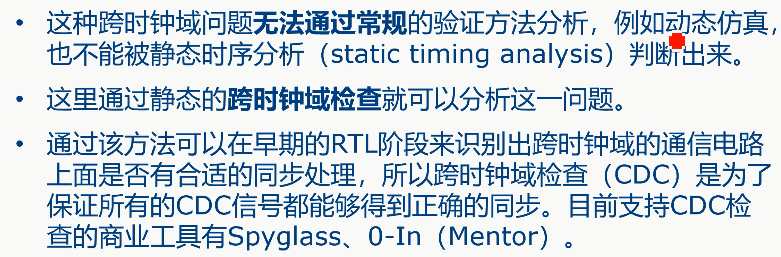 • 这种跨时钟域问题无法通过常规的验证方法分析，例如动态仿真，
也不能被静态时序分析（static timing analysis）判断出来。
• 这里通过静态的跨时钟域检查就可以分析这一问题。
• 通过该方法可以在早期的RTL阶段来识别出跨时钟域的通信电路
上面是否有合适的同步处理，所以跨时钟域检查（CDC）是为了
保证所有的CDC信号都能够得到正确的同步。目前支持CDC检
查的商业工具有Spyglass、0-In（Mentor）。